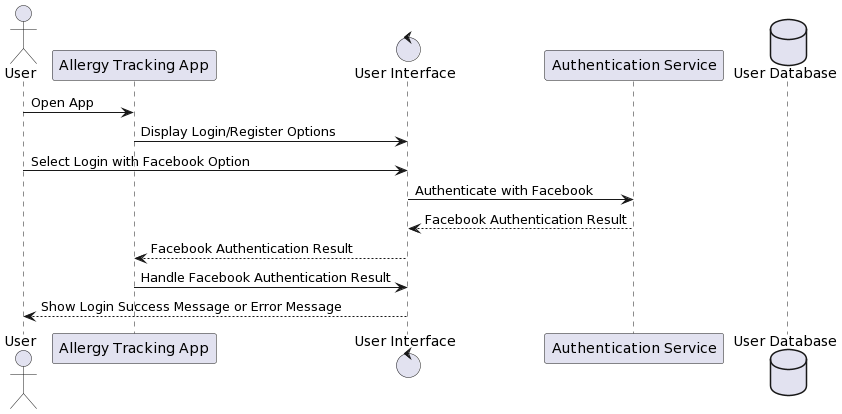 User
Allergy Tracking App
User Interface
Authentication Service
User Database
Open App
Display Login/Register Options
Select Login with Facebook Option
Authenticate with Facebook
Facebook Authentication Result
Facebook Authentication Result
Handle Facebook Authentication Result
Show Login Success Message or Error Message
User
Allergy Tracking App
User Interface
Authentication Service
User Database